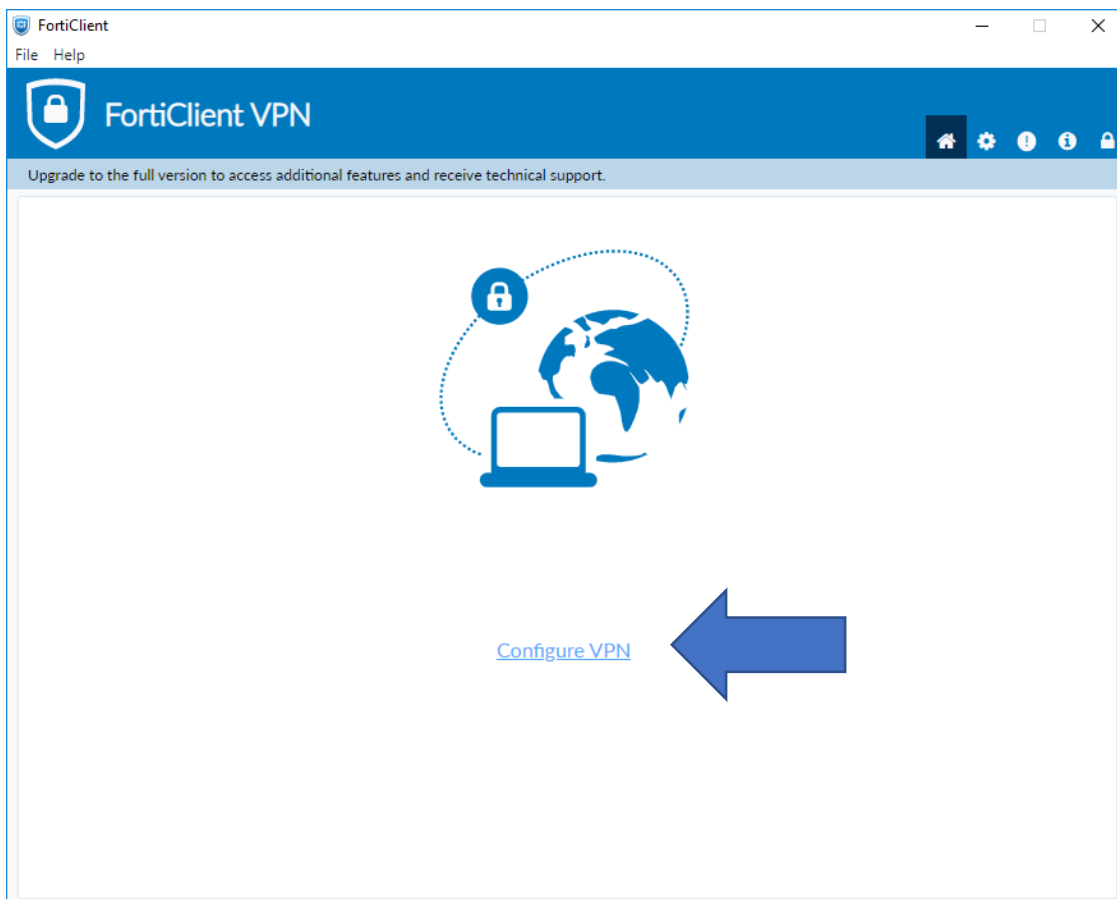 FortiClient
File Help
FortiClient VPN
Upgrade to the full version to access additional features and receive technical support.
Configure VPN